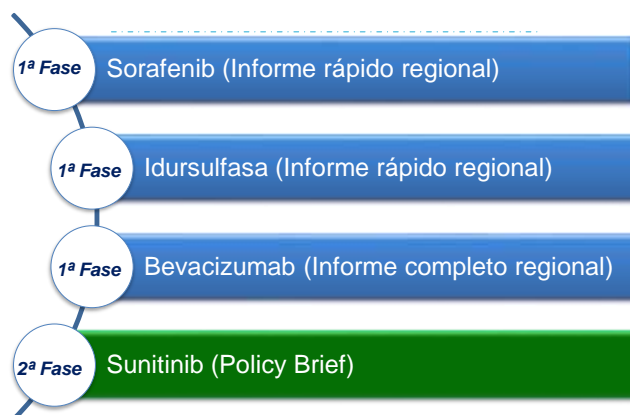 1ª Fase Sorafenib (Informe rápido regional)
1ª Fase Idursulfasa (Informe rápido regional)
1ª Fase Bevacizumab (Informe completo regional)
2ª Fase Sunitinib (Policy Brief)